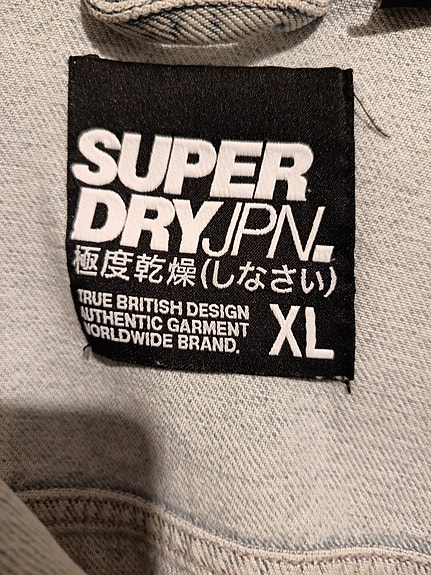 SUPER
DRYJPN.
極度乾燥(しなさい)
TRUE BRITISH DESIGN
AUTHENTIC GARMENT
WORLDWIDE BRAND.
XL